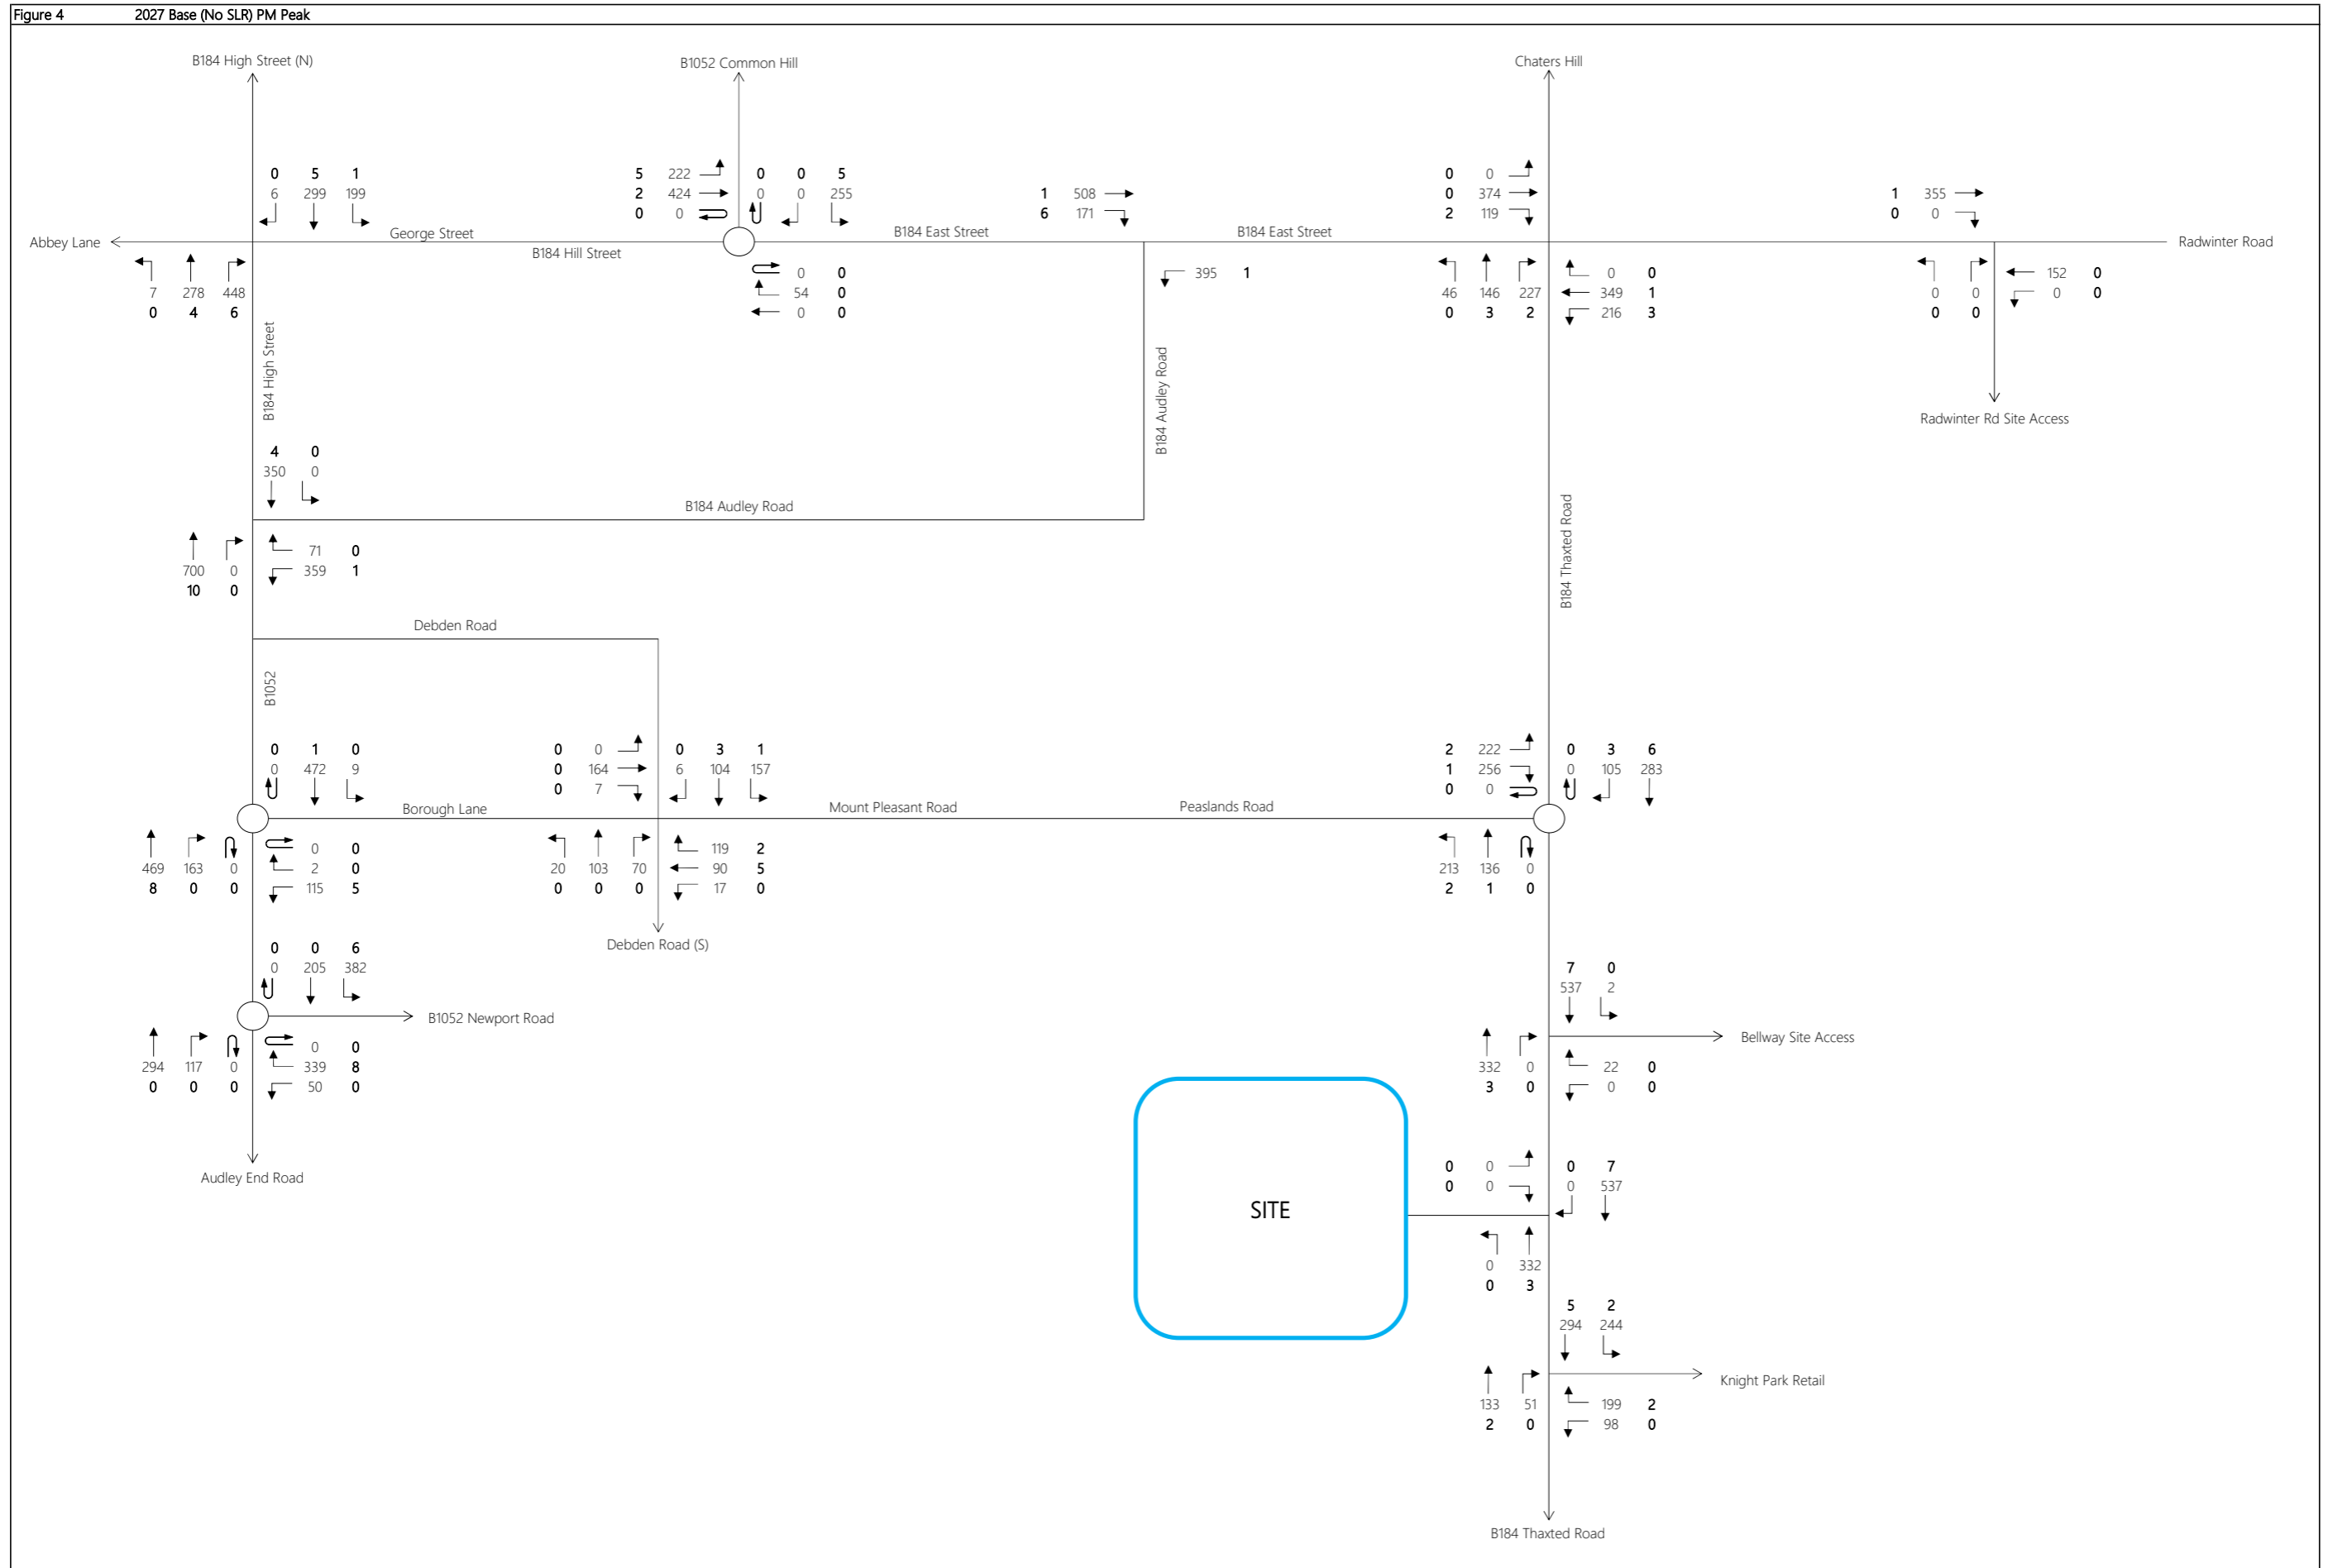 Figure 4 2027 Base (No SLR) PM Peak
B184 High Street (N) B1052 Common Hill Chaters Hill
0 5 1 5 222 0 0 5 0 0
6 299 199 2 424 0 0 255 1 508 0 374 1 355
0 0 6 171 2 119 0 0
Abbey Lane George Street B184 East Street B184 East Street Radwinter Road
B184 Hill Street
0 0 395 1 0 0 152 0
7 278 448 54 0 46 146 227 349 1 0 0 0 0
0 4 6 0 0 0 3 2 216 3 0 0
B184 High Street
B184 Audley Road
Radwinter Rd Site Access
4 0
350 0
B184 Audley Road
B184 Thaxted Road
71 0
700 0 359 1
10 0
Debden Road
B1052
0 1 0 0 0 0 3 1 2 222 0 3 6
0 472 9 0 164 6 104 157 1 256 0 105 283
0 7 0 0
Borough Lane Mount Pleasant Road Peaslands Road
0 0 119 2
469 163 0 2 0 20 103 70 90 5 213 136 0
8 0 0 115 5 0 0 0 17 0 2 1 0
Debden Road (S)
0 0 6
0 205 382
7 0
537 2
B1052 Newport Road
Bellway Site Access
0 0
294 117 0 339 8 332 0 22 0
0 0 0 50 0 3 0 0 0
Audley End Road
0 0 0 7
0 0 0 537
SITE
0 332
0 3
5 2
294 244
Knight Park Retail
133 51 199 2
2 0 98 0
B184 Thaxted Road